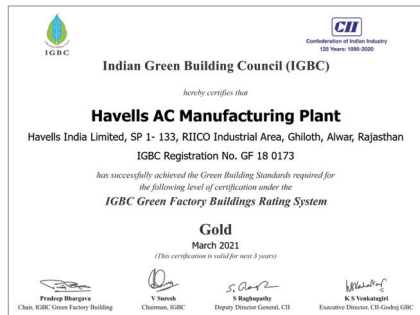 IGBC
CII
Confederation of Indian Industry
125 Years: 1895-2020
Indian Green Building Council (IGBC)
hereby certifies that
Havells AC Manufacturing Plant
Havells India Limited, SP 1- 133, RIICO Industrial Area, Ghiloth, Alwar, Rajasthan
IGBC Registration No. GF 18 0173
has successfully achieved the Green Building Standards required for
the following level of certification under the
IGBC Green Factory Buildings Rating System
Gold
March 2021
(This certification is valid for next 3 years)
Pradeep Bhargava
Chair, IGBC Green Factory Building
V Suresh
Chairman, IGBC
S Raghupathy
Deputy Director General, CII
K S Venkatagiri
Executive Director, CII-Godrej GBC